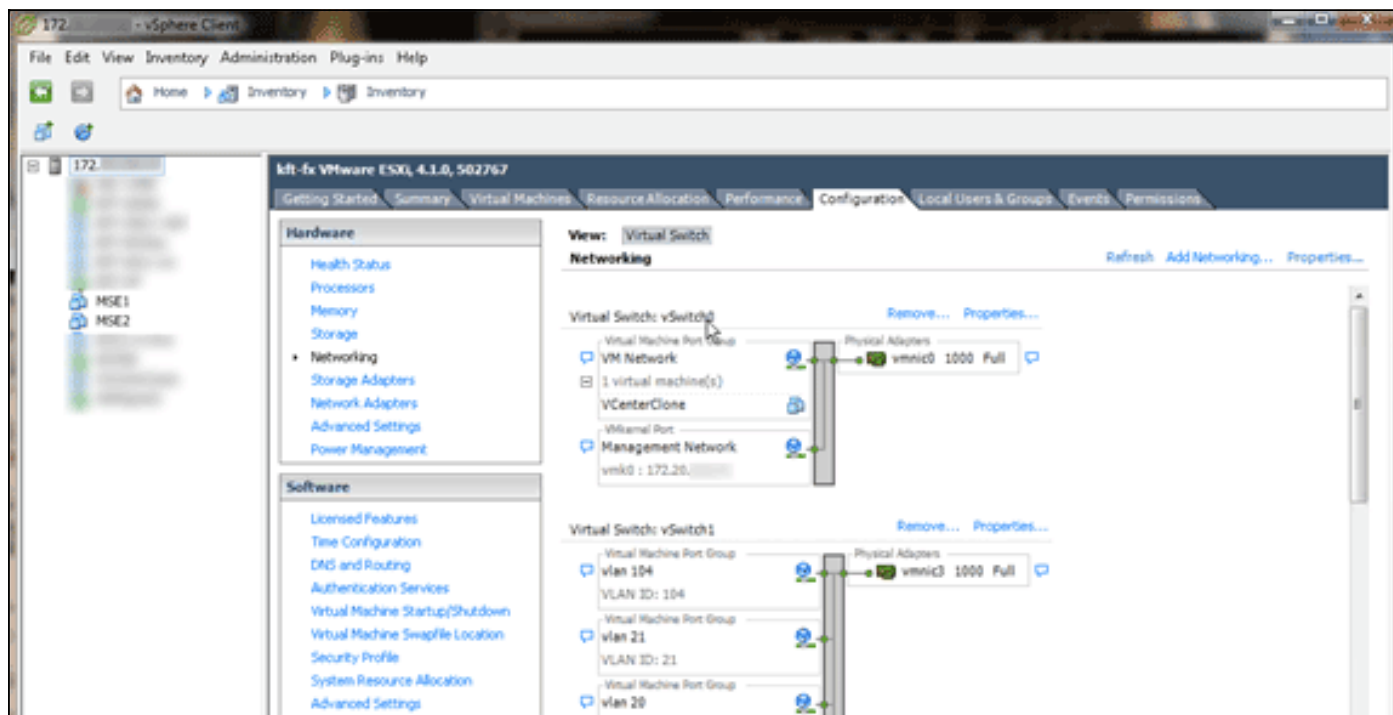 172. - vSphere Client
File Edit View Inventory Administration Plug-ins Help
Home Inventory Inventory
172.
MSE1
MSE2
kft-fx VMware ESXi, 4.1.0, 502767
Getting Started Summary Virtual Machines Resource Allocation Performance Configuration Local Users & Groups Events Permissions
Hardware
Health Status
Processors
Memory
Storage
Networking
Storage Adapters
Network Adapters
Advanced Settings
Power Management
Software
Licensed Features
Time Configuration
DNS and Routing
Authentication Services
Virtual Machine Startup/Shutdown
Virtual Machine Swapfile Location
Security Profile
System Resource Allocation
Advanced Settings
View: Virtual Switch
Networking
Refresh Add Networking... Properties...
Virtual Switch: vSwitch0 Remove... Properties...
Virtual Machine Port Group Physical Adapters
VM Network vmnic0 1000 Full
1 virtual machine(s)
VCenterClone
VMkernel Port
Management Network
vmk0 : 172.20.
Virtual Switch: vSwitch1 Remove... Properties...
Virtual Machine Port Group Physical Adapters
vlan 104 vmnic3 1000 Full
VLAN ID: 104
Virtual Machine Port Group
vlan 21
VLAN ID: 21
Virtual Machine Port Group
vlan 20